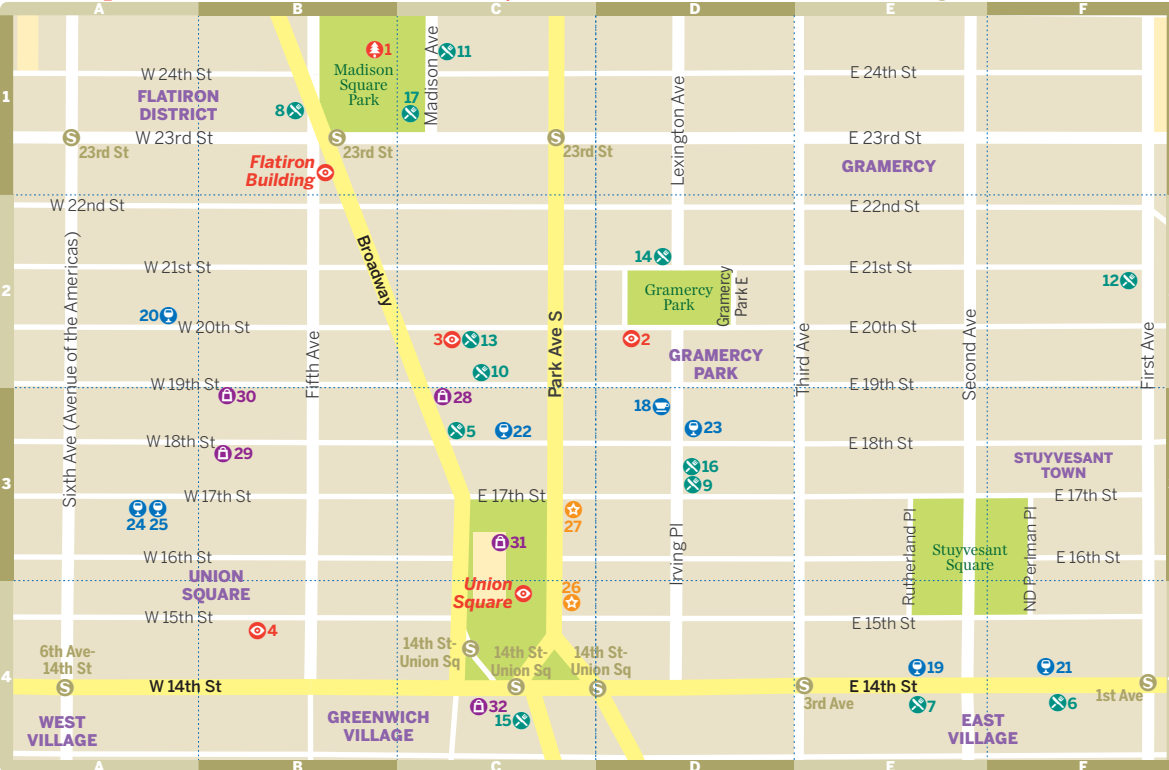 A B C D E F
1
2
3
4
1
Madison
Square
Park
Madison Ave
11
W 24th St
E 24th St
FLATIRON
DISTRICT
8
17
W 23rd St
E 23rd St
S
23rd St
S
23rd St
S
23rd St
Lexington Ave
GRAMERCY
Flatiron
Building
W 22nd St
E 22nd St
Sixth Ave (Avenue of the Americas)
Broadway
14
W 21st St
E 21st St
Gramercy
Park
Gramercy
Park E
12
20
W 20th St
E 20th St
3
13
2
Fifth Ave
Park Ave S
GRAMERCY
PARK
Third Ave
Second Ave
First Ave
10
W 19th St
E 19th St
30
28
18
5
22
23
W 18th St
E 18th St
29
16
9
STUYVESANT
TOWN
W 17th St
E 17th St
E 17th St
24 25
27
31
Irving Pl
Rutherland Pl
Stuyvesant
Square
ND Perlman Pl
W 16th St
E 16th St
UNION
SQUARE
Union
Square
26
W 15th St
E 15th St
4
6th Ave-
14th St
S
14th St-
Union Sq
S
14th St-
Union Sq
S
14th St-
Union Sq
S
19
21
W 14th St
E 14th St
S
3rd Ave
S
1st Ave
32
15
7
6
WEST
VILLAGE
GREENWICH
VILLAGE
EAST
VILLAGE
A B C D E F